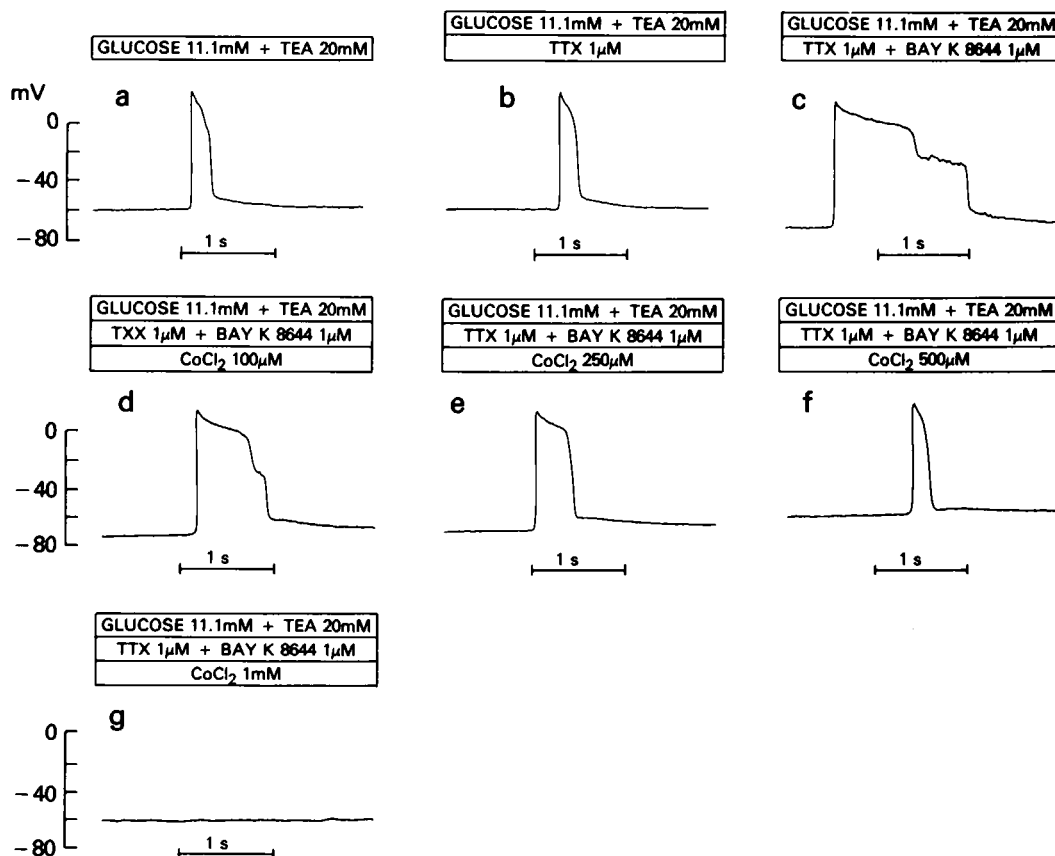 GLUCOSE 11.1mM + TEA 20mM
GLUCOSE 11.1mM + TEA 20mM
TTX 1μM
GLUCOSE 11.1mM + TEA 20mM
TTX 1μM + BAY K 8644 1μM
mV
a
b
c
0
−40
−80
1 s
1 s
1 s
GLUCOSE 11.1mM + TEA 20mM
TXX 1μM + BAY K 8644 1μM
CoCl₂ 100μM
GLUCOSE 11.1mM + TEA 20mM
TTX 1μM + BAY K 8644 1μM
CoCl₂ 250μM
GLUCOSE 11.1mM + TEA 20mM
TTX 1μM + BAY K 8644 1μM
CoCl₂ 500μM
d
e
f
0
−40
−80
1 s
1 s
1 s
GLUCOSE 11.1mM + TEA 20mM
TTX 1μM + BAY K 8644 1μM
CoCl₂ 1mM
g
0
−40
−80
1 s